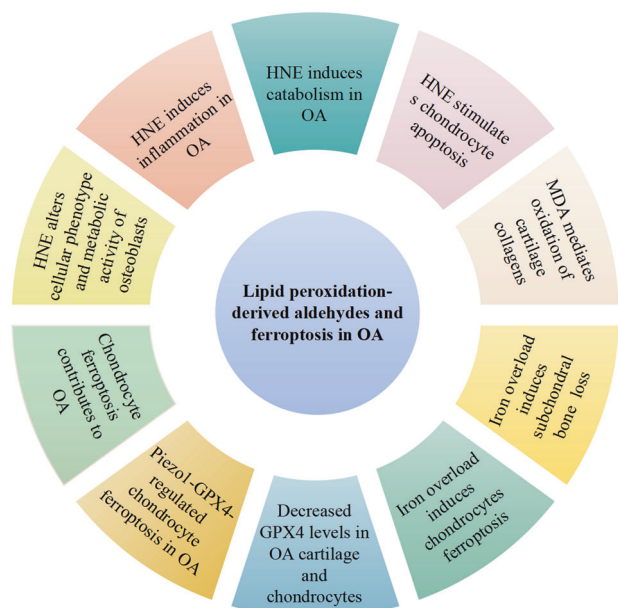 HNE induces
catabolism in
OA
HNE stimulate
s chondrocyte
apoptosis
MDA mediates
oxidation of
cartilage
collagens
Iron overload
induces
subchondral
bone loss
Iron overload
induces
chondrocytes
ferroptosis
Decreased
GPX4 levels in
OA cartilage
and
chondrocytes
Piezo1-GPX4-
regulated
chondrocyte
ferroptosis in OA
Chondrocyte
ferroptosis
contributes to
OA
HNE alters
cellular phenotype
and metabolic
activity of
osteoblasts
HNE induces
inflammation in
OA
Lipid peroxidation-
derived aldehydes and
ferroptosis in OA